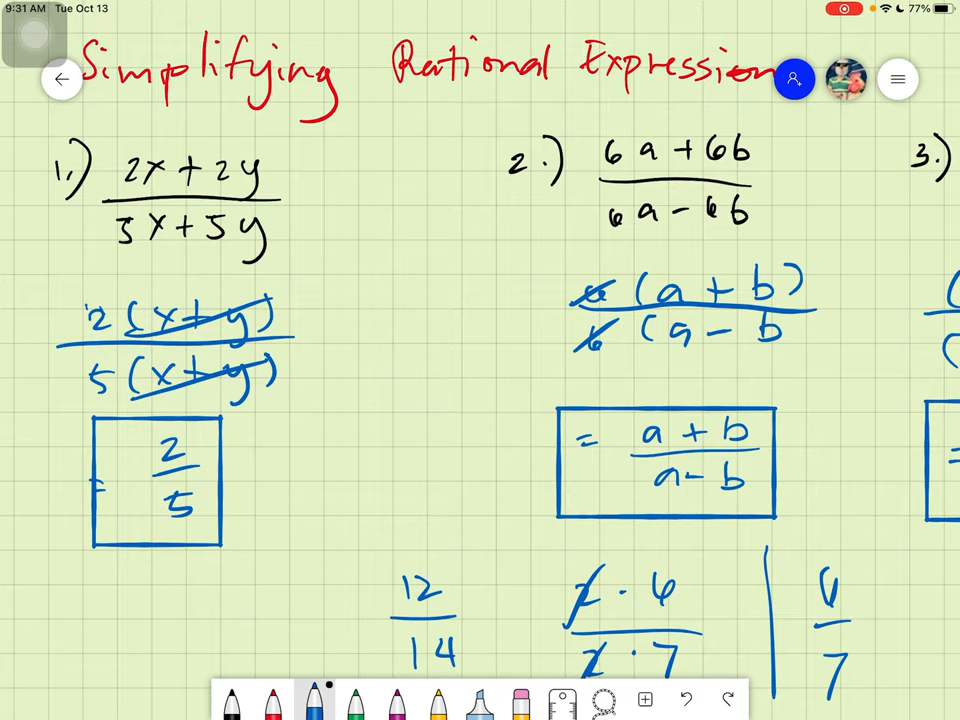 9:31 AM Tue Oct 13
77%
Simplifying Rational Expression
1.) 2x + 2y
5x + 5y
2.) 6a + 6b
6a - 6b
3.)
2(x+y)
5(x+y)
= 2
5
6(a + b)
6(a - b
= a + b
a - b
12
14
2 · 6
2 · 7
6
7